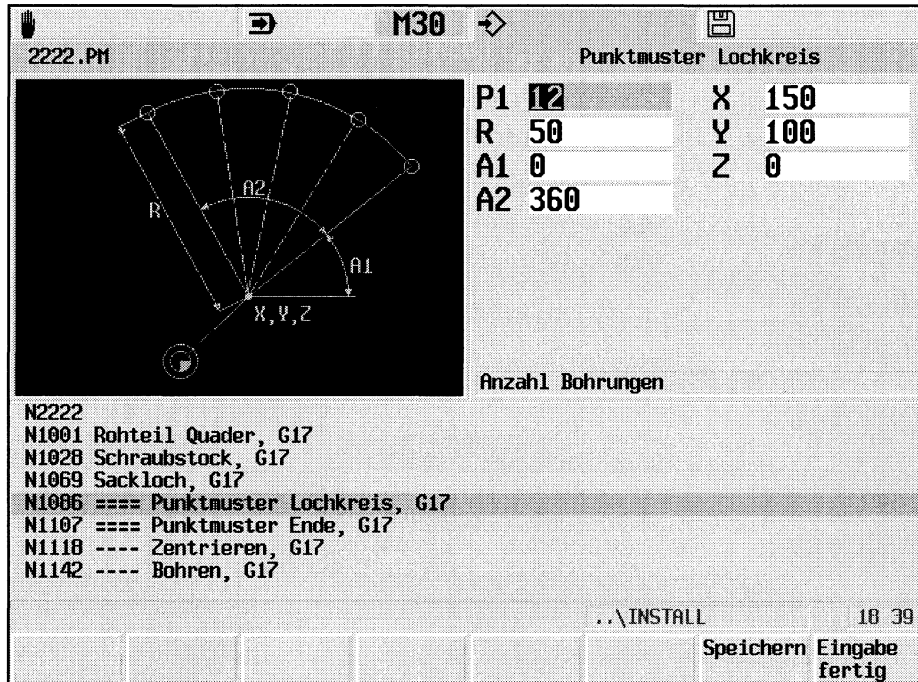 M30
2222.PM
Punktmuster Lochkreis
P1 12
X 150
R 50
Y 100
A1 0
Z 0
A2 360
R
A2
A1
X,Y,Z
Anzahl Bohrungen
N2222
N1001 Rohteil Quader, G17
N1028 Schraubstock, G17
N1069 Sackloch, G17
N1086 ==== Punktmuster Lochkreis, G17
N1107 ==== Punktmuster Ende, G17
N1118 ---- Zentrieren, G17
N1142 ---- Bohren, G17
..\INSTALL
18 39
Speichern
Eingabe
fertig